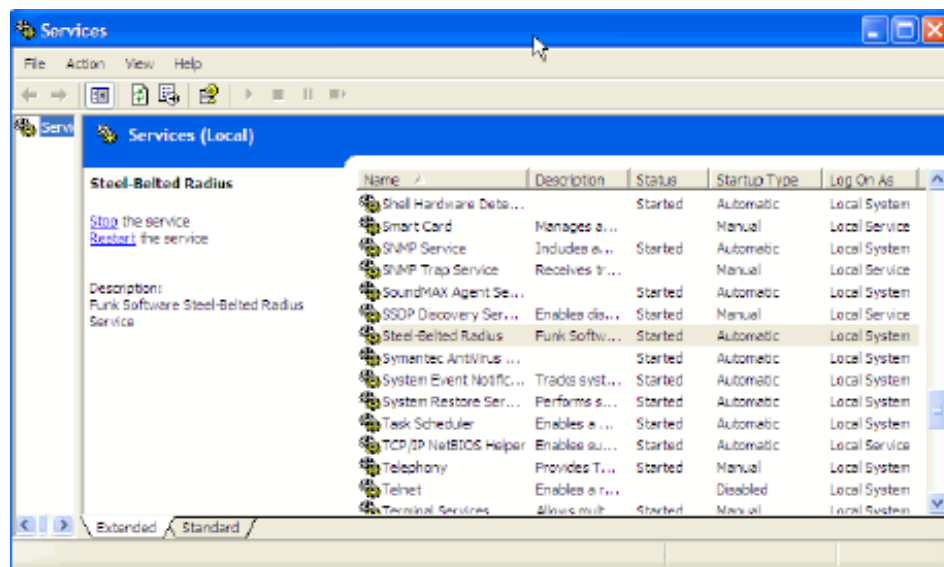 Services
File Action View Help
Servi
Services (Local)
Steel-Belted Radius
Stop the service
Restart the service
Description:
Funk Software Steel-Belted Radius
Service
Name Description Status Startup Type Log On As
Shell Hardware Dete... Started Automatic Local System
Smart Card Manages a... Manual Local Service
SNMP Service Includes a... Started Automatic Local System
SNMP Trap Service Receives tr... Manual Local Service
SoundMAX Agent Se... Started Automatic Local System
SSDP Discovery Ser... Enables dis... Started Manual Local Service
Steel-Belted Radius Funk Softw... Started Automatic Local System
Symantec AntiVirus ... Started Automatic Local System
System Event Notific... Tracks syst... Started Automatic Local System
System Restore Ser... Performs s... Started Automatic Local System
Task Scheduler Enables a ... Started Automatic Local System
TCP/IP NetBIOS Helper Enables su... Started Automatic Local Service
Telephony Provides T... Started Manual Local System
Telnet Enables a r... Disabled Local System
Terminal Services Allows mult... Started Manual Local System
Extended Standard